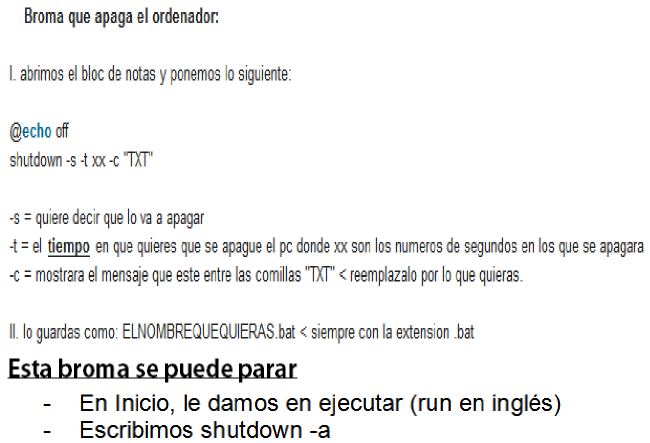 Broma que apaga el ordenador:
I. abrimos el bloc de notas y ponemos lo siguiente:
@echo off
shutdown -s -t xx -c "TXT"
-s = quiere decir que lo va a apagar
-t = el tiempo en que quieres que se apague el pc donde xx son los numeros de segundos en los que se apagara
-c = mostrara el mensaje que este entre las comillas "TXT" < reemplazalo por lo que quieras.
II. lo guardas como: ELNOMBREQUEQUIERAS.bat < siempre con la extension .bat
Esta broma se puede parar
- En Inicio, le damos en ejecutar (run en inglés)
- Escribimos shutdown -a